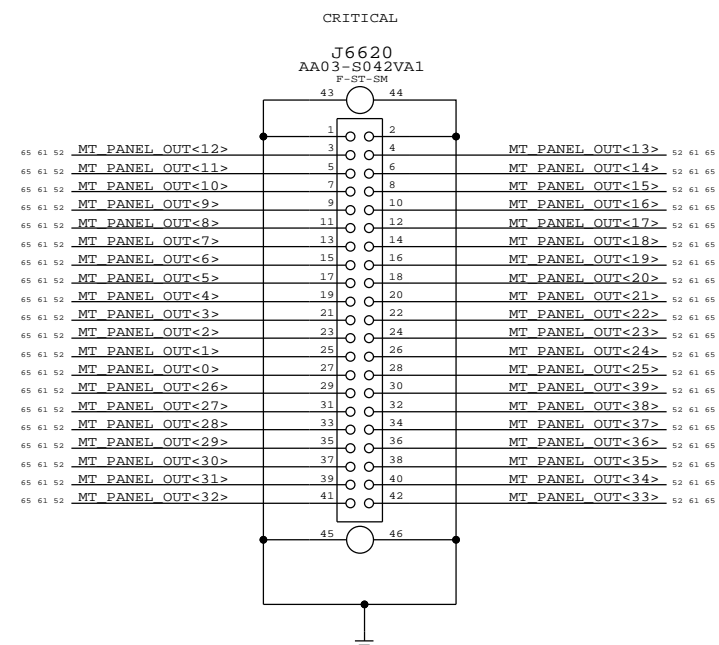 CRITICAL
J6620
AA03-S042VA1
F-ST-SM
43 44
1 2
65 61 52 MT_PANEL_OUT<12> 3 4 MT_PANEL_OUT<13> 52 61 65
65 61 52 MT_PANEL_OUT<11> 5 6 MT_PANEL_OUT<14> 52 61 65
65 61 52 MT_PANEL_OUT<10> 7 8 MT_PANEL_OUT<15> 52 61 65
65 61 52 MT_PANEL_OUT<9> 9 10 MT_PANEL_OUT<16> 52 61 65
65 61 52 MT_PANEL_OUT<8> 11 12 MT_PANEL_OUT<17> 52 61 65
65 61 52 MT_PANEL_OUT<7> 13 14 MT_PANEL_OUT<18> 52 61 65
65 61 52 MT_PANEL_OUT<6> 15 16 MT_PANEL_OUT<19> 52 61 65
65 61 52 MT_PANEL_OUT<5> 17 18 MT_PANEL_OUT<20> 52 61 65
65 61 52 MT_PANEL_OUT<4> 19 20 MT_PANEL_OUT<21> 52 61 65
65 61 52 MT_PANEL_OUT<3> 21 22 MT_PANEL_OUT<22> 52 61 65
65 61 52 MT_PANEL_OUT<2> 23 24 MT_PANEL_OUT<23> 52 61 65
65 61 52 MT_PANEL_OUT<1> 25 26 MT_PANEL_OUT<24> 52 61 65
65 61 52 MT_PANEL_OUT<0> 27 28 MT_PANEL_OUT<25> 52 61 65
65 61 52 MT_PANEL_OUT<26> 29 30 MT_PANEL_OUT<39> 52 61 65
65 61 52 MT_PANEL_OUT<27> 31 32 MT_PANEL_OUT<38> 52 61 65
65 61 52 MT_PANEL_OUT<28> 33 34 MT_PANEL_OUT<37> 52 61 65
65 61 52 MT_PANEL_OUT<29> 35 36 MT_PANEL_OUT<36> 52 61 65
65 61 52 MT_PANEL_OUT<30> 37 38 MT_PANEL_OUT<35> 52 61 65
65 61 52 MT_PANEL_OUT<31> 39 40 MT_PANEL_OUT<34> 52 61 65
65 61 52 MT_PANEL_OUT<32> 41 42 MT_PANEL_OUT<33> 52 61 65
45 46